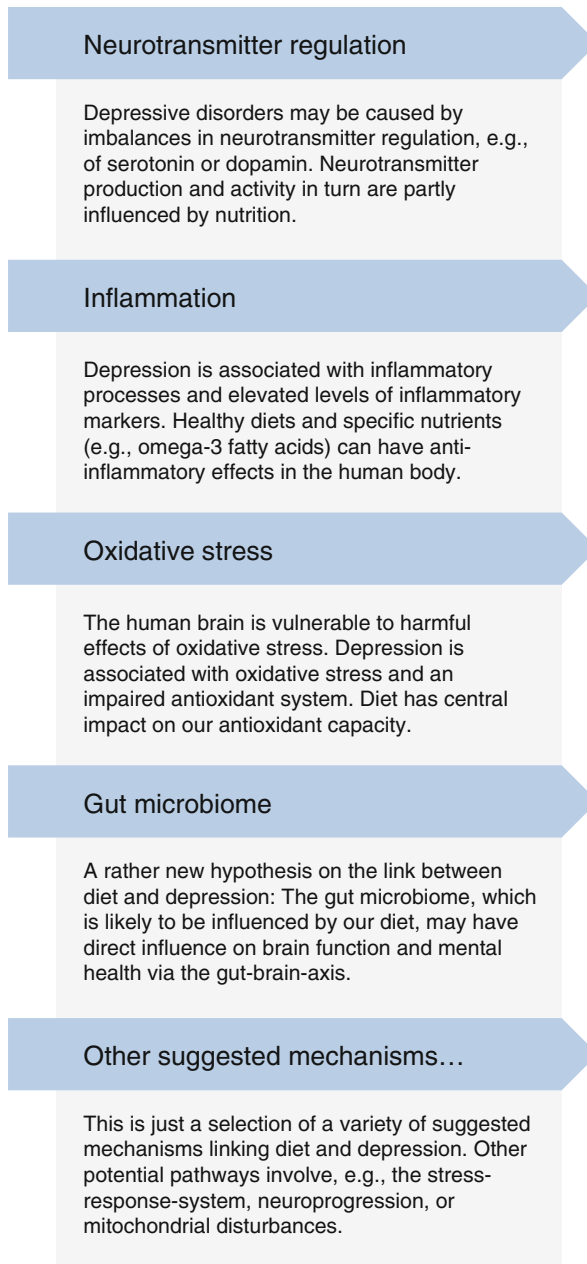 Neurotransmitter regulation
Depressive disorders may be caused by
imbalances in neurotransmitter regulation, e.g.,
of serotonin or dopamin. Neurotransmitter
production and activity in turn are partly
influenced by nutrition.
Inflammation
Depression is associated with inflammatory
processes and elevated levels of inflammatory
markers. Healthy diets and specific nutrients
(e.g., omega-3 fatty acids) can have anti-
inflammatory effects in the human body.
Oxidative stress
The human brain is vulnerable to harmful
effects of oxidative stress. Depression is
associated with oxidative stress and an
impaired antioxidant system. Diet has central
impact on our antioxidant capacity.
Gut microbiome
A rather new hypothesis on the link between
diet and depression: The gut microbiome, which
is likely to be influenced by our diet, may have
direct influence on brain function and mental
health via the gut-brain-axis.
Other suggested mechanisms…
This is just a selection of a variety of suggested
mechanisms linking diet and depression. Other
potential pathways involve, e.g., the stress-
response-system, neuroprogression, or
mitochondrial disturbances.